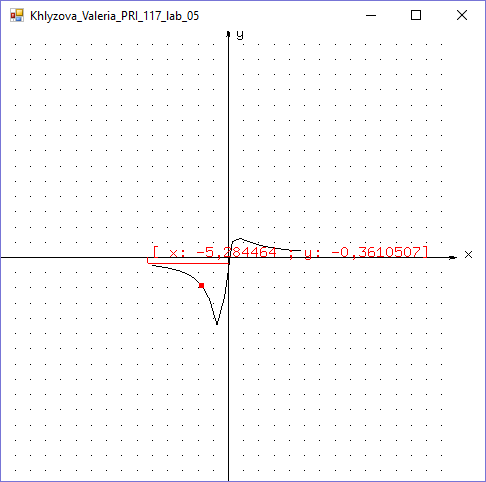 Khlyzova_Valeria_PRI_117_lab_05
y
[ x: -5,284464 ; y: -0,3610507]
x